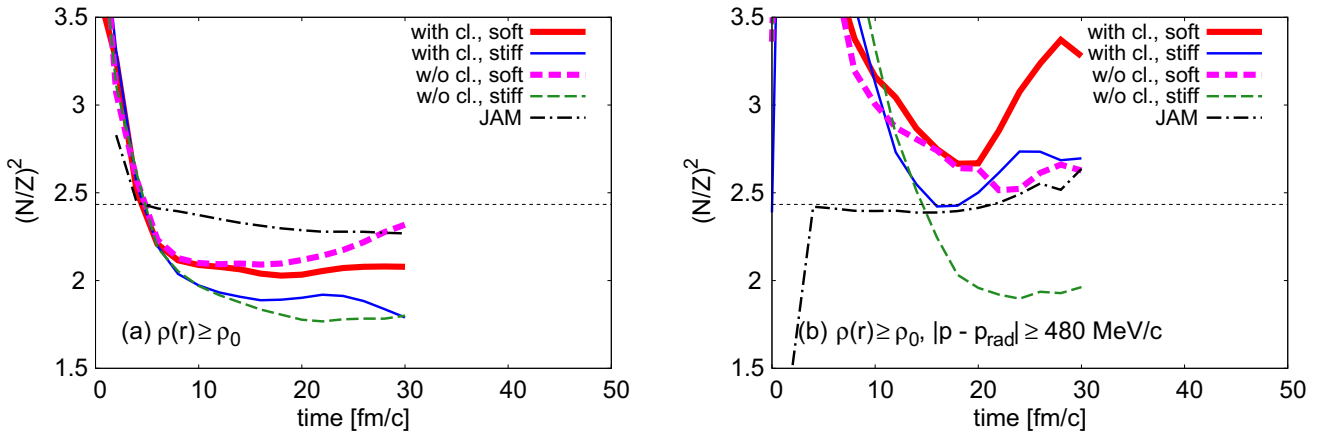 3.5
3
2.5
2
1.5
(N/Z)^2
0
10
20
30
40
50
time [fm/c]
with cl., soft
with cl., stiff
w/o cl., soft
w/o cl., stiff
JAM
(a) ρ(r) ≥ ρ_0
3.5
3
2.5
2
1.5
(N/Z)^2
0
10
20
30
40
50
time [fm/c]
with cl., soft
with cl., stiff
w/o cl., soft
w/o cl., stiff
JAM
(b) ρ(r) ≥ ρ_0, |p - p_rad| ≥ 480 MeV/c